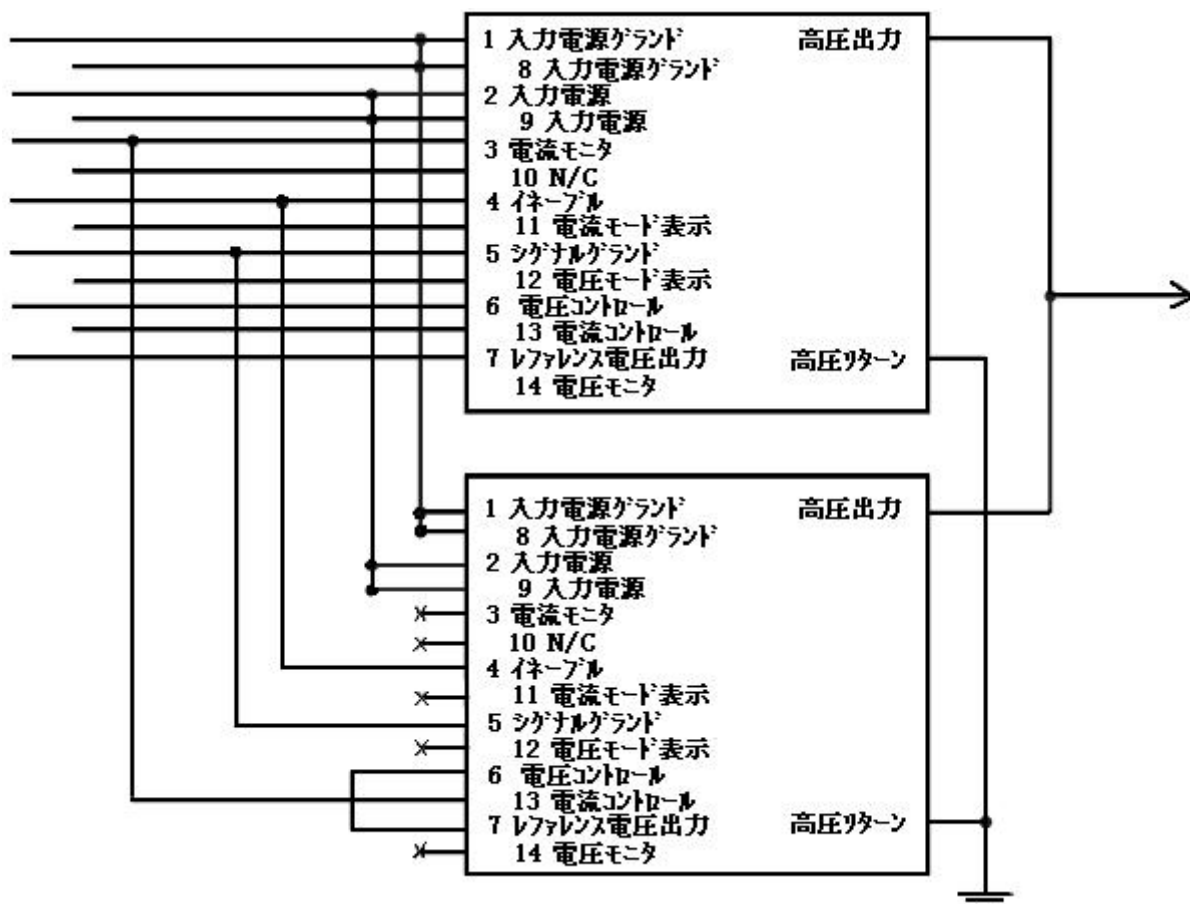 1 入力電源ｸﾞﾗﾝﾄﾞ
高圧出力
8 入力電源ｸﾞﾗﾝﾄﾞ
2 入力電源
9 入力電源
3 電流ﾓﾆﾀ
10 N/C
4 ｲﾈｰﾌﾞﾙ
11 電流ﾓｰﾄﾞ表示
5 ｼｸﾞﾅﾙｸﾞﾗﾝﾄﾞ
12 電圧ﾓｰﾄﾞ表示
6 電圧ｺﾝﾄﾛｰﾙ
13 電流ｺﾝﾄﾛｰﾙ
7 ﾚﾌｧﾚﾝｽ電圧出力
高圧ﾘﾀｰﾝ
14 電圧ﾓﾆﾀ
1 入力電源ｸﾞﾗﾝﾄﾞ
高圧出力
8 入力電源ｸﾞﾗﾝﾄﾞ
2 入力電源
9 入力電源
3 電流ﾓﾆﾀ
10 N/C
4 ｲﾈｰﾌﾞﾙ
11 電流ﾓｰﾄﾞ表示
5 ｼｸﾞﾅﾙｸﾞﾗﾝﾄﾞ
12 電圧ﾓｰﾄﾞ表示
6 電圧ｺﾝﾄﾛｰﾙ
13 電流ｺﾝﾄﾛｰﾙ
7 ﾚﾌｧﾚﾝｽ電圧出力
高圧ﾘﾀｰﾝ
14 電圧ﾓﾆﾀ